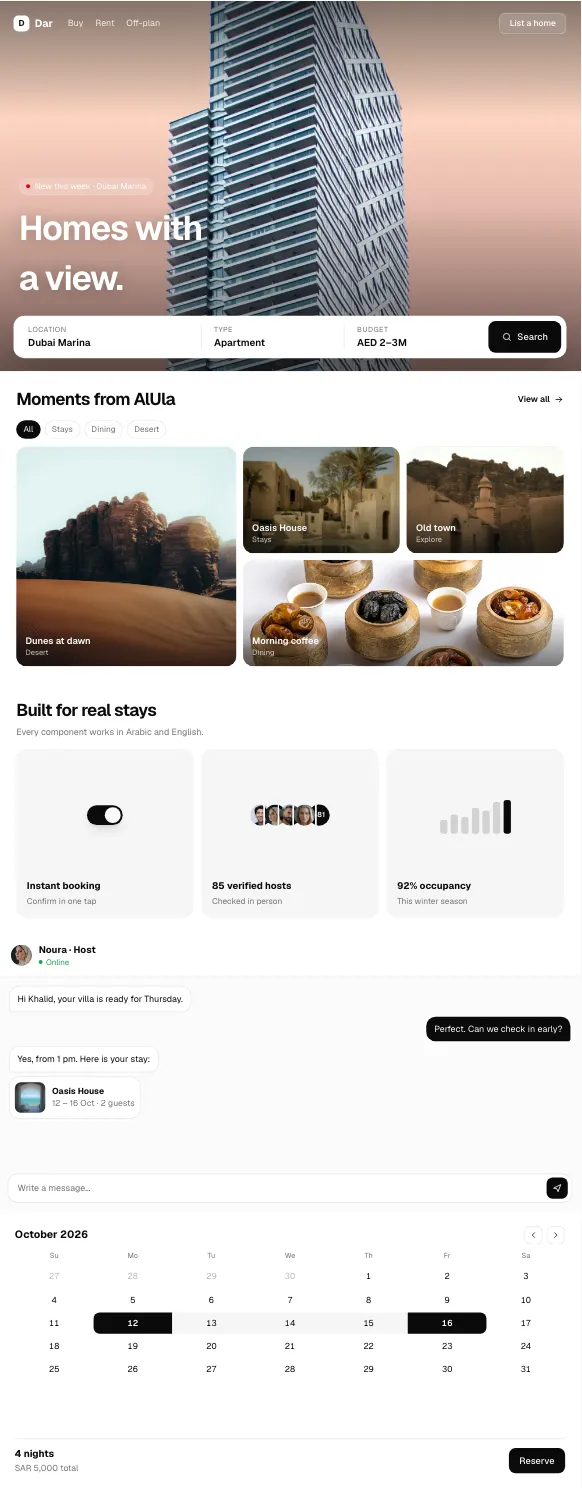 D Dar Buy Rent Off-plan List a home
New this week · Dubai Marina
Homes with
a view.
LOCATION TYPE BUDGET
Dubai Marina Apartment AED 2–3M Search
Moments from AlUla View all →
All Stays Dining Desert
Oasis House
Stays
Old town
Explore
Dunes at dawn
Desert
Morning coffee
Dining
Built for real stays
Every component works in Arabic and English.
81
Instant booking
Confirm in one tap
85 verified hosts
Checked in person
92% occupancy
This winter season
Noura · Host
Online
Hi Khalid, your villa is ready for Thursday.
Perfect. Can we check in early?
Yes, from 1 pm. Here is your stay:
Oasis House
12 – 16 Oct · 2 guests
Write a message...
October 2026
Su Mo Tu We Th Fr Sa
27 28 29 30 1 2 3
4 5 6 7 8 9 10
11 12 13 14 15 16 17
18 19 20 21 22 23 24
25 26 27 28 29 30 31
4 nights
SAR 5,000 total
Reserve